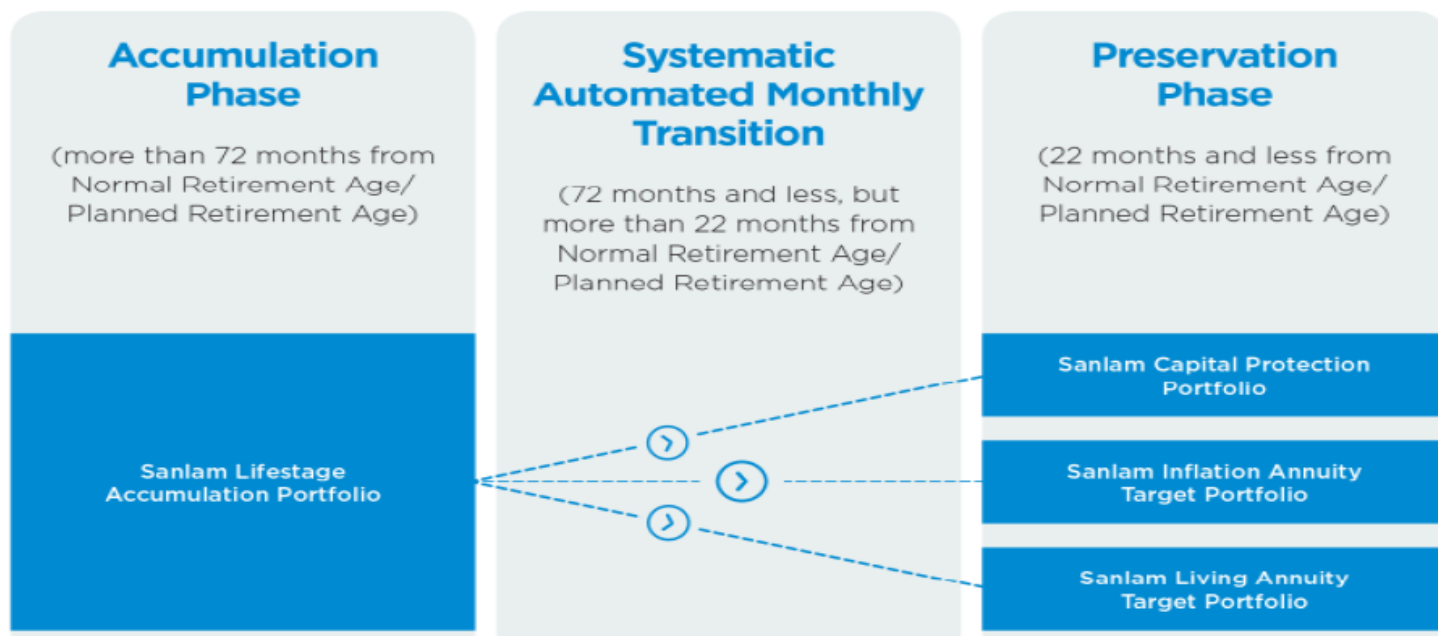 Accumulation
Phase
(more than 72 months from
Normal Retirement Age/
Planned Retirement Age)
Sanlam Lifestage
Accumulation Portfolio
Systematic
Automated Monthly
Transition
(72 months and less, but
more than 22 months from
Normal Retirement Age/
Planned Retirement Age)
Preservation
Phase
(22 months and less from
Normal Retirement Age/
Planned Retirement Age)
Sanlam Capital Protection
Portfolio
Sanlam Inflation Annuity
Target Portfolio
Sanlam Living Annuity
Target Portfolio